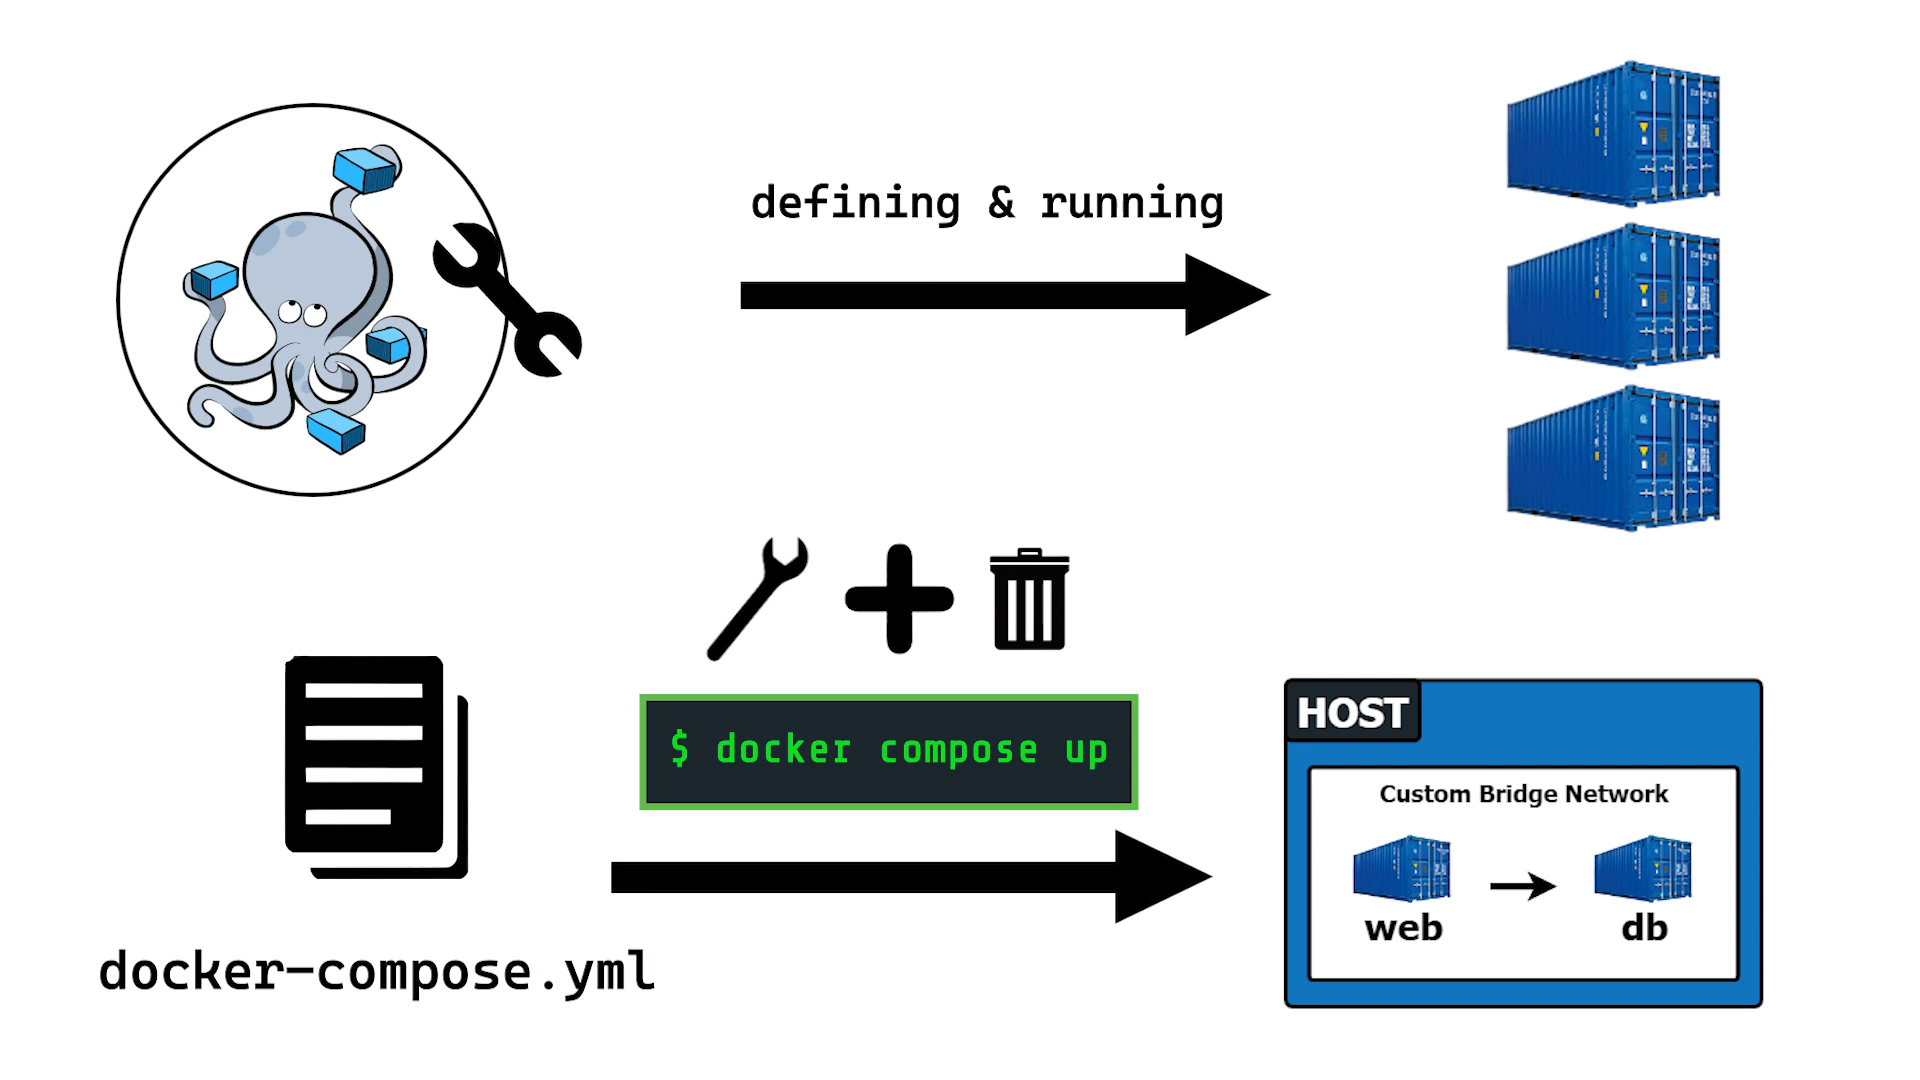 defining & running
$ docker compose up
HOST
Custom Bridge Network
web
db
docker-compose.yml